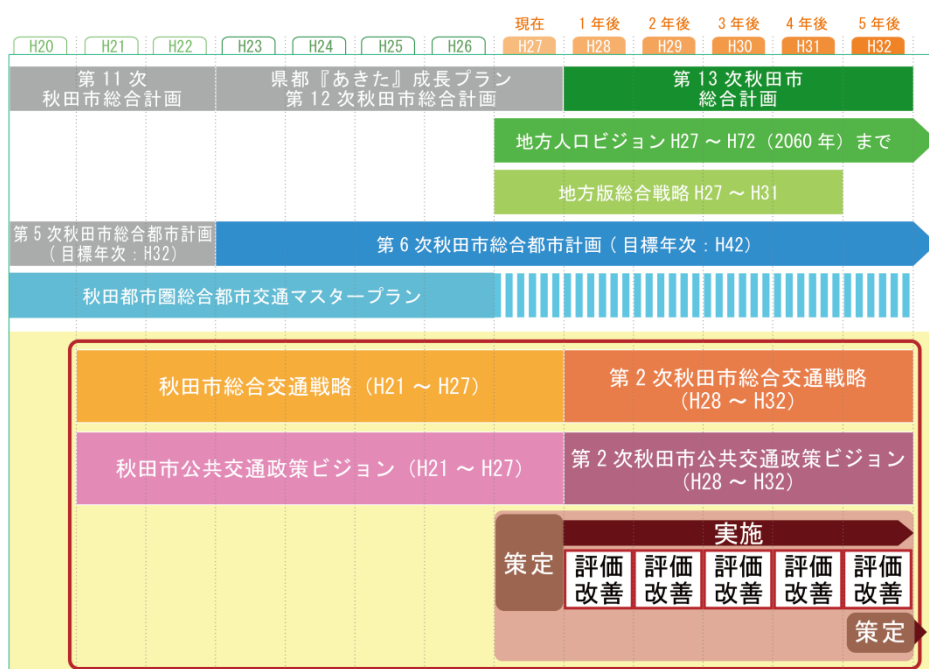 現在 1年後 2年後 3年後 4年後 5年後
H20 H21 H22 H23 H24 H25 H26 H27 H28 H29 H30 H31 H32
第11次
秋田市総合計画
県都『あきた』成長プラン
第12次秋田市総合計画
第13次秋田市
総合計画
地方人口ビジョン H27 ～ H72（2060 年）まで
地方版総合戦略 H27 ～ H31
第5次秋田市総合都市計画
(目標年次：H32)
第6次秋田市総合都市計画 (目標年次：H42)
秋田都市圏総合都市交通マスタープラン
秋田市総合交通戦略（H21 ～ H27）
第2次秋田市総合交通戦略
(H28 ～ H32)
秋田市公共交通政策ビジョン（H21 ～ H27）
第2次秋田市公共交通政策ビジョン
(H28 ～ H32)
策定
実施
評価 評価 評価 評価 評価
改善 改善 改善 改善 改善
策定